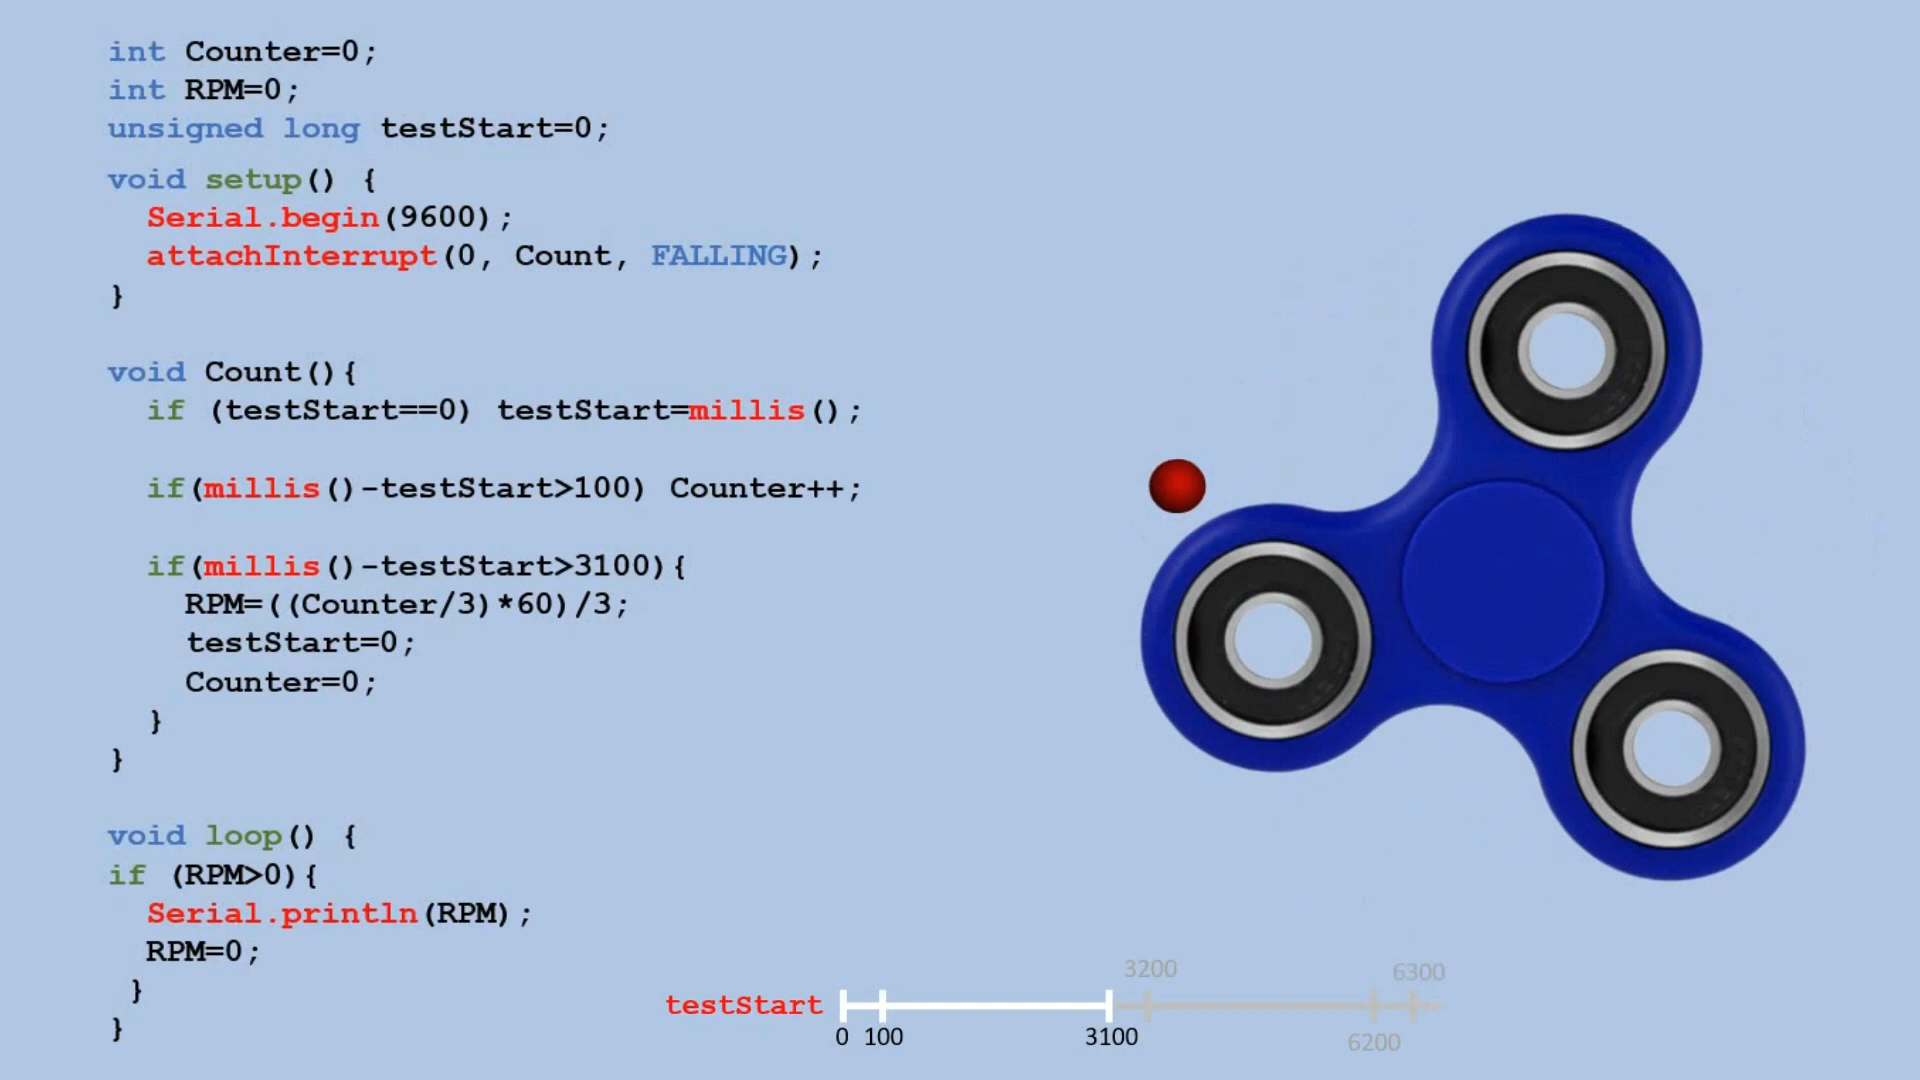 int Counter=0;
int RPM=0;
unsigned long testStart=0;
void setup() {
Serial.begin(9600);
attachInterrupt(0, Count, FALLING);
}
void Count(){
if (testStart==0) testStart=millis();
if(millis()-testStart>100) Counter++;
if(millis()-testStart>3100){
RPM=((Counter/3)*60)/3;
testStart=0;
Counter=0;
}
}
void loop() {
if (RPM>0){
Serial.println(RPM);
RPM=0;
}
}
3200 6300
testStart
0 100 3100 6200